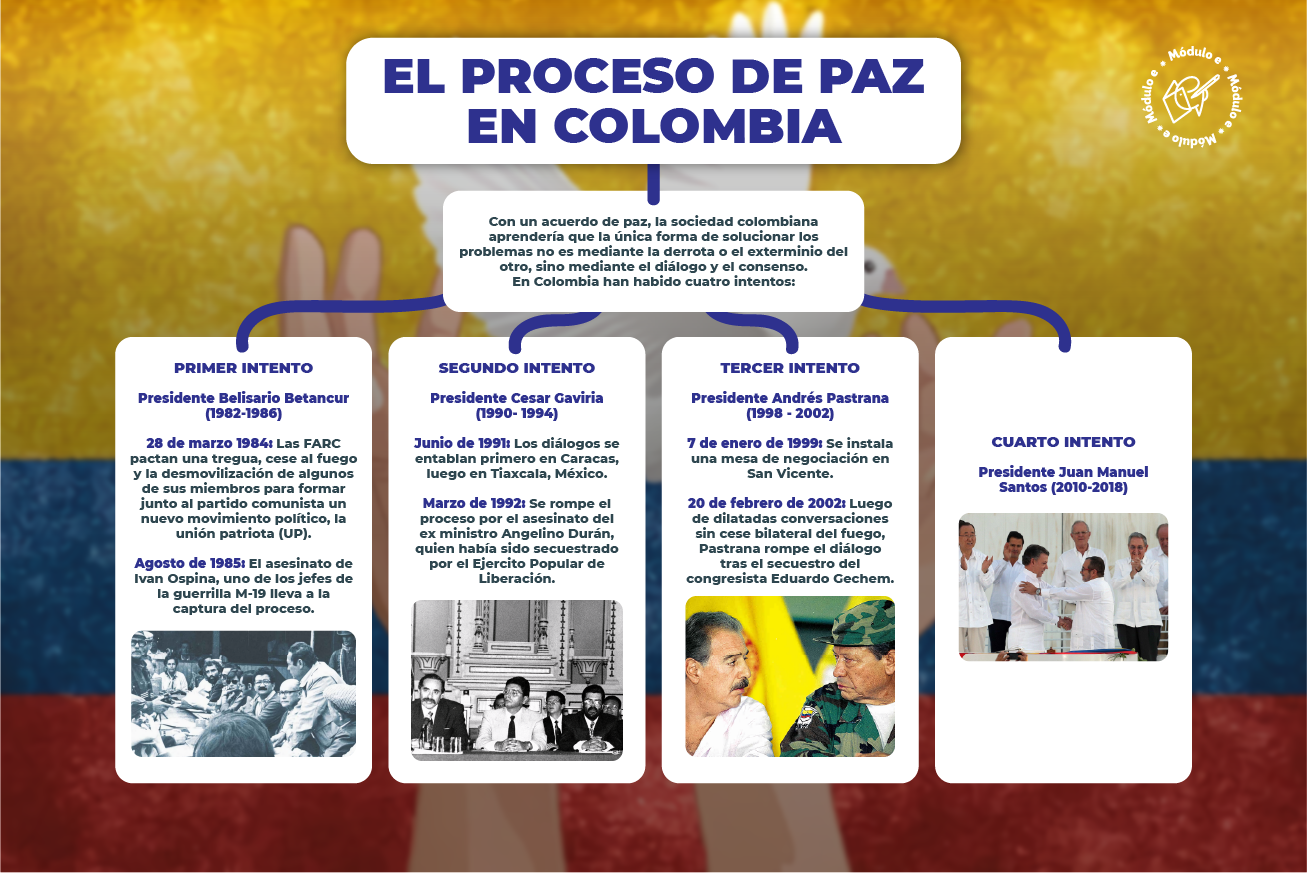 EL PROCESO DE PAZ
EN COLOMBIA
Módulo e • Módulo e • Módulo e • Módulo e •
Con un acuerdo de paz, la sociedad colombiana
aprendería que la única forma de solucionar los
problemas no es mediante la derrota o el exterminio del
otro, sino mediante el diálogo y el consenso.
En Colombia han habido cuatro intentos:
PRIMER INTENTO
Presidente Belisario Betancur
(1982-1986)
28 de marzo 1984: Las FARC
pactan una tregua, cese al fuego
y la desmovilización de algunos
de sus miembros para formar
junto al partido comunista un
nuevo movimiento político, la
unión patriota (UP).
Agosto de 1985: El asesinato de
Ivan Ospina, uno de los jefes de
la guerrilla M-19 lleva a la
captura del proceso.
SEGUNDO INTENTO
Presidente Cesar Gaviria
(1990- 1994)
Junio de 1991: Los diálogos se
entablan primero en Caracas,
luego en Tiaxcala, México.
Marzo de 1992: Se rompe el
proceso por el asesinato del
ex ministro Angelino Durán,
quien había sido secuestrado
por el Ejercito Popular de
Liberación.
TERCER INTENTO
Presidente Andrés Pastrana
(1998 - 2002)
7 de enero de 1999: Se instala
una mesa de negociación en
San Vicente.
20 de febrero de 2002: Luego
de dilatadas conversaciones
sin cese bilateral del fuego,
Pastrana rompe el diálogo
tras el secuestro del
congresista Eduardo Gechem.
CUARTO INTENTO
Presidente Juan Manuel
Santos (2010-2018)